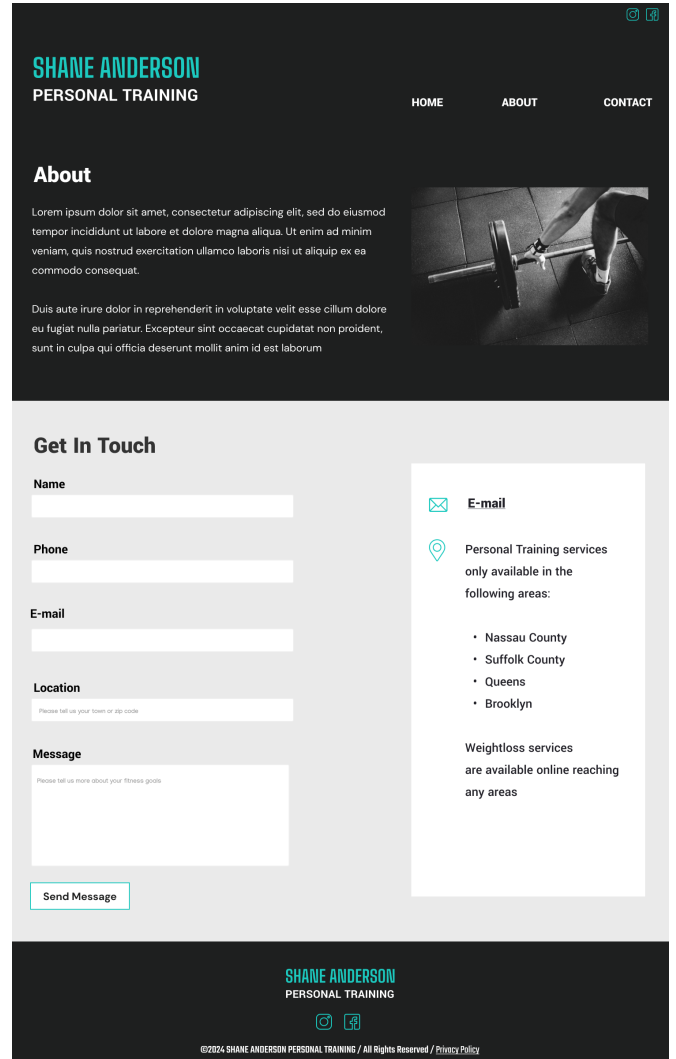 SHANE ANDERSON
PERSONAL TRAINING
HOME ABOUT CONTACT
About
Lorem ipsum dolor sit amet, consectetur adipiscing elit, sed do eiusmod
tempor incididunt ut labore et dolore magna aliqua. Ut enim ad minim
veniam, quis nostrud exercitation ullamco laboris nisi ut aliquip ex ea
commodo consequat.
Duis aute irure dolor in reprehenderit in voluptate velit esse cillum dolore
eu fugiat nulla pariatur. Excepteur sint occaecat cupidatat non proident,
sunt in culpa qui officia deserunt mollit anim id est laborum
Get In Touch
Name
Phone
E-mail
Location
Please tell us your town or zip code
Message
Please tell us more about your fitness goals
Send Message
E-mail
Personal Training services
only available in the
following areas:
• Nassau County
• Suffolk County
• Queens
• Brooklyn
Weightloss services
are available online reaching
any areas
SHANE ANDERSON
PERSONAL TRAINING
©2024 SHANE ANDERSON PERSONAL TRAINING / All Rights Reserved / Privacy Policy